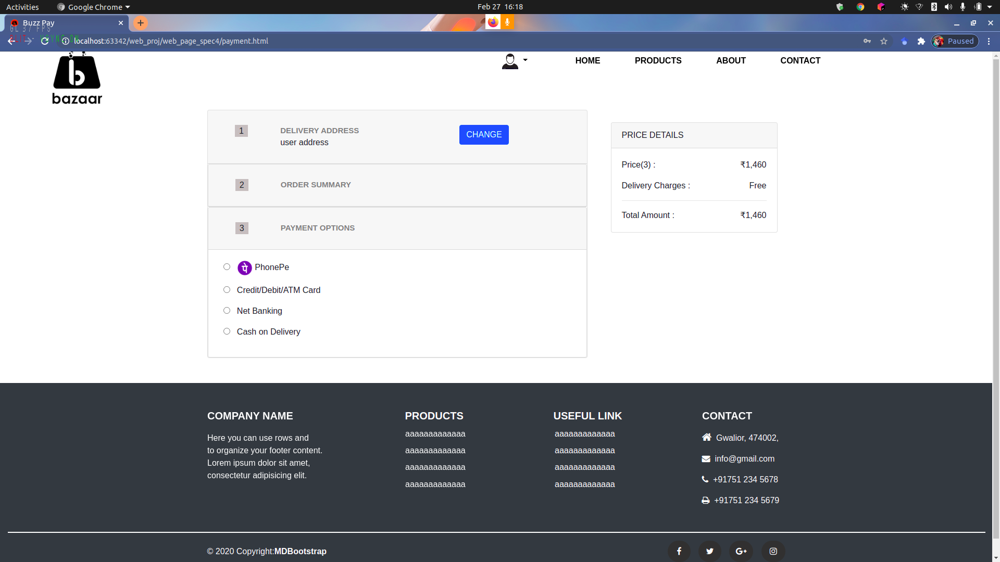 Activities
Google Chrome
Feb 27 16:18
Buzz Pay
GL 37 FPS
localhost:63342/web_proj/web_page_spec4/payment.html
Paused
b
bazaar
HOME
PRODUCTS
ABOUT
CONTACT
1
DELIVERY ADDRESS
user address
CHANGE
2
ORDER SUMMARY
3
PAYMENT OPTIONS
पे PhonePe
Credit/Debit/ATM Card
Net Banking
Cash on Delivery
PRICE DETAILS
Price(3) : ₹1,460
Delivery Charges : Free
Total Amount : ₹1,460
COMPANY NAME
Here you can use rows and
to organize your footer content.
Lorem ipsum dolor sit amet,
consectetur adipisicing elit.
PRODUCTS
aaaaaaaaaaaaa
aaaaaaaaaaaaa
aaaaaaaaaaaaa
aaaaaaaaaaaaa
USEFUL LINK
aaaaaaaaaaaaa
aaaaaaaaaaaaa
aaaaaaaaaaaaa
aaaaaaaaaaaaa
CONTACT
Gwalior, 474002,
info@gmail.com
+91751 234 5678
+91751 234 5679
© 2020 Copyright:MDBootstrap